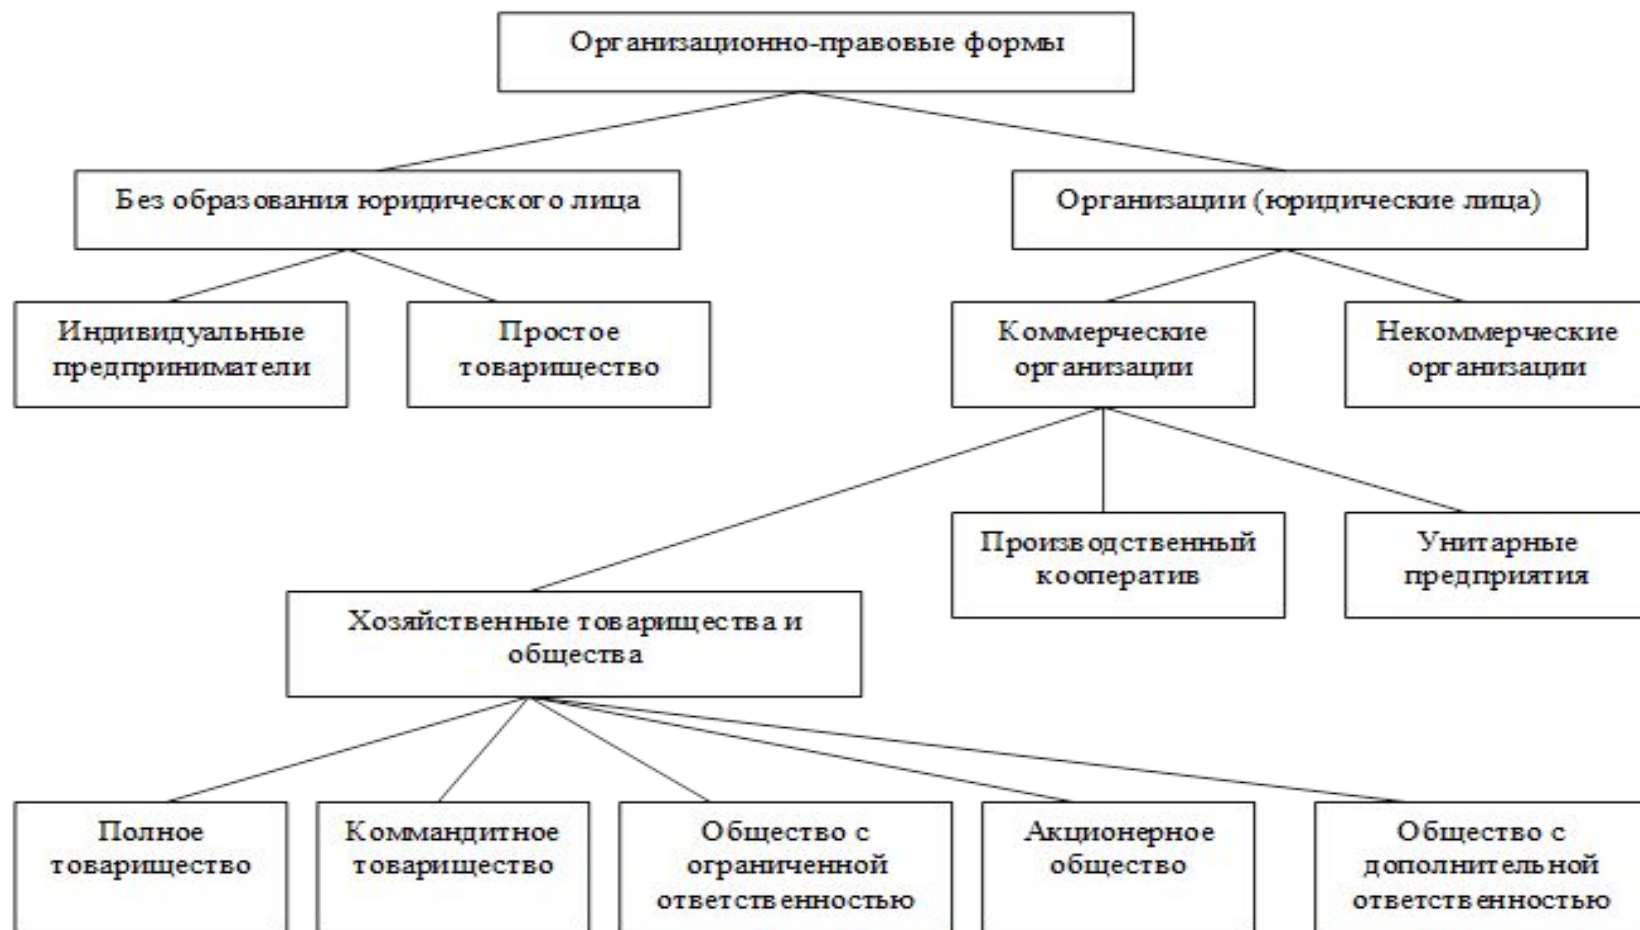 Организационно-правовые формы
Без образования юридического лица
Организации (юридические лица)
Индивидуальные
предприниматели
Простое
товарищество
Коммерческие
организации
Некоммерческие
организации
Производственный
кооператив
Унитарные
предприятия
Хозяйственные товарищества и
общества
Полное
товарищество
Коммандитное
товарищество
Общество с
ограниченной
ответственностью
Акционерное
общество
Общество с
дополнительной
ответственностью